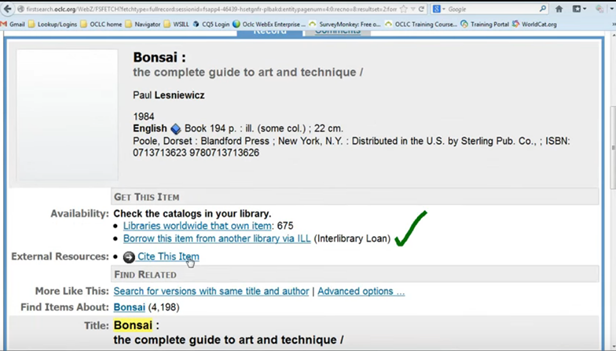 firstsearch.oclc.org/WebZ/FSFETCH?fetchtype=fullrecord:sessionid=fsapp4-48439-hsetgnfr-pbalbd:entitypagenum=4:0:recno=8:resultset=2:form
Google
Gmail Lookup/Logins OCLC home Navigator WSILL CQS Login OCLC WebEx Enterprise... SurveyMonkey: Free o... OCLC Support Training Portal WorldCat.org
Record Comments
Bonsai :
the complete guide to art and technique /
Paul Lesniewicz
1984
English Book 194 p. : ill. (some col.) ; 22 cm.
Poole, Dorset : Blandford Press ; New York, N.Y. : Distributed in the U.S. by Sterling Pub. Co., ; ISBN:
0713713623 9780713713626
GET THIS ITEM
Availability: Check the catalogs in your library.
• Libraries worldwide that own item: 675
• Borrow this item from another library via ILL (Interlibrary Loan)
External Resources: • Cite This Item
FIND RELATED
More Like This: Search for versions with same title and author | Advanced options ...
Find Items About: Bonsai (4,198)
Title: Bonsai :
the complete guide to art and technique /